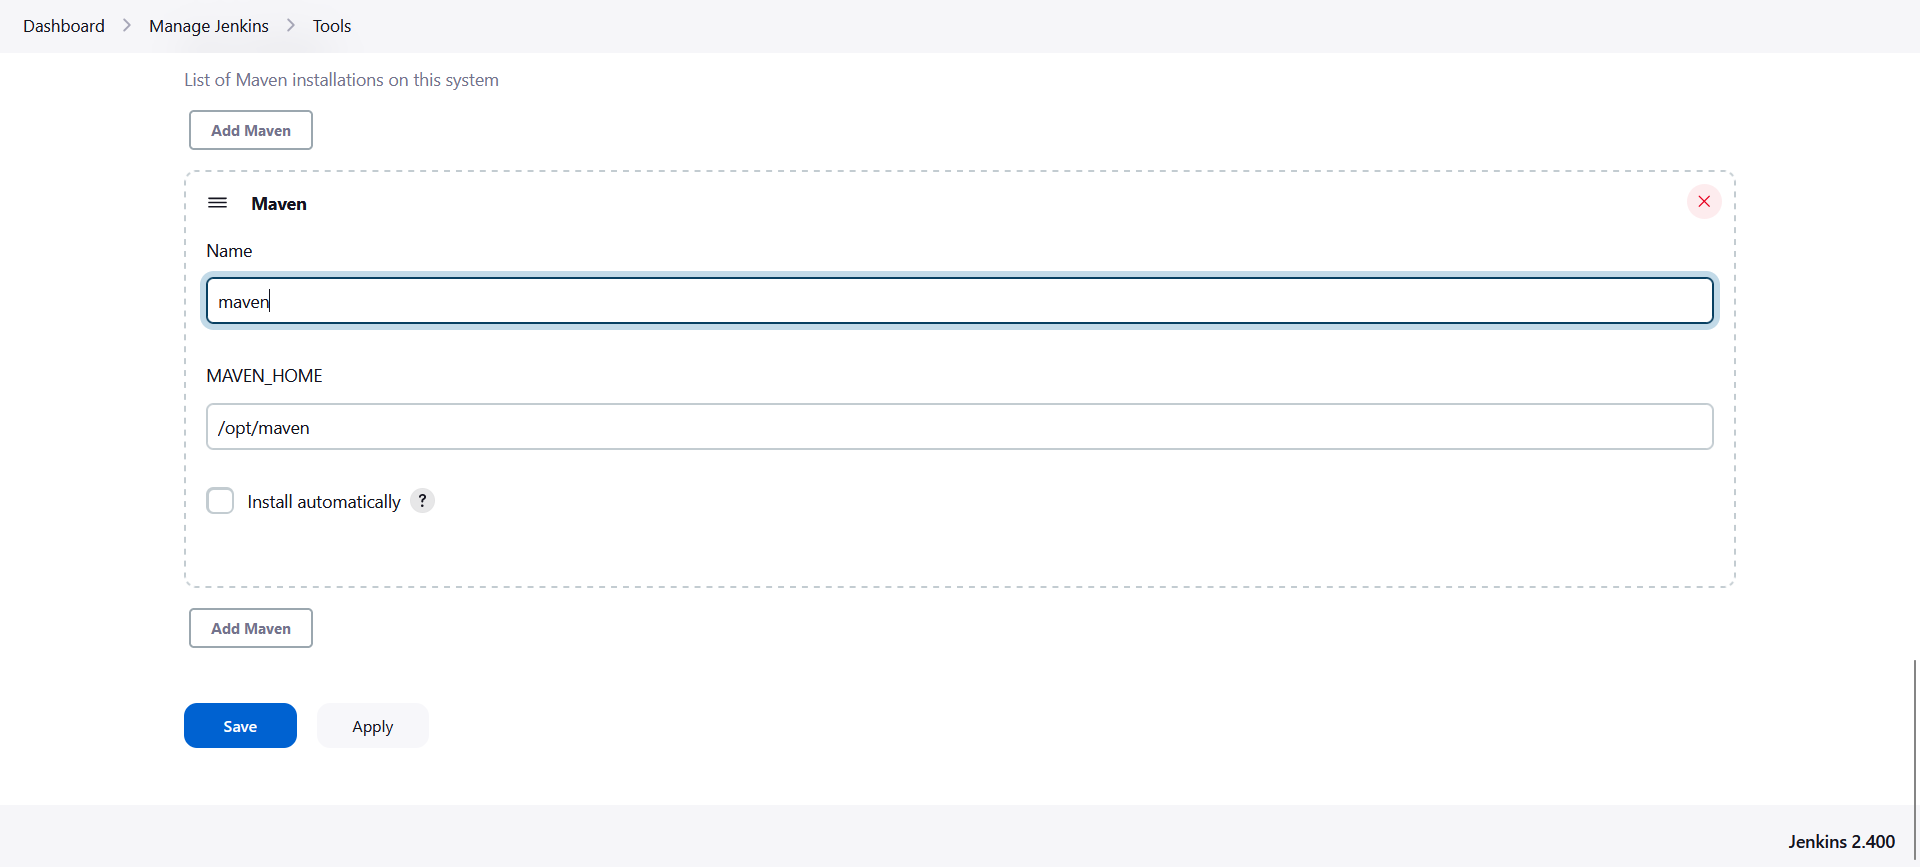 Dashboard > Manage Jenkins > Tools
List of Maven installations on this system
Add Maven
Maven
Name
maven
MAVEN_HOME
/opt/maven
Install automatically ?
Add Maven
Save Apply
Jenkins 2.400